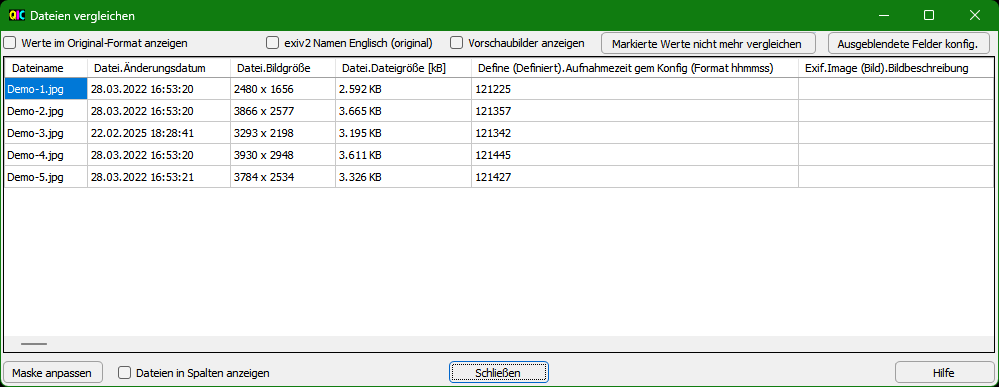 QIC Dateien vergleichen
Werte im Original-Format anzeigen exiv2 Namen Englisch (original) Vorschaubilder anzeigen Markierte Werte nicht mehr vergleichen Ausgeblendete Felder konfig.
Dateiname Datei.Änderungsdatum Datei.Bildgröße Datei.Dateigröße [kB] Define (Definiert).Aufnahmezeit gem Konfig (Format hhmmss) Exif.Image (Bild).Bildbeschreibung
Demo-1.jpg 28.03.2022 16:53:20 2480 x 1656 2.592 KB 121225
Demo-2.jpg 28.03.2022 16:53:20 3866 x 2577 3.665 KB 121357
Demo-3.jpg 22.02.2025 18:28:41 3293 x 2198 3.195 KB 121342
Demo-4.jpg 28.03.2022 16:53:20 3930 x 2948 3.611 KB 121445
Demo-5.jpg 28.03.2022 16:53:21 3784 x 2534 3.326 KB 121427
Maske anpassen Dateien in Spalten anzeigen Schließen Hilfe